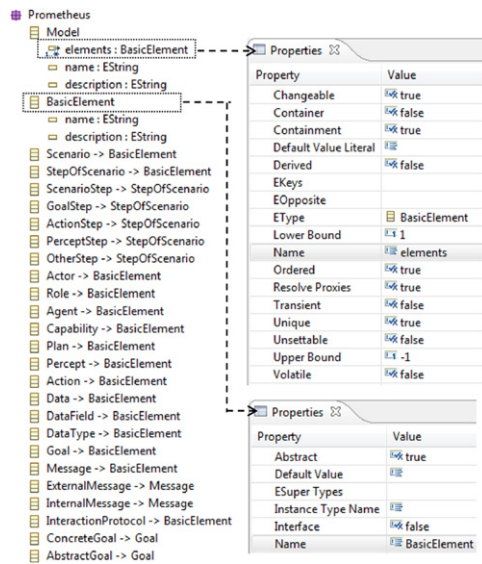 Prometheus
Model
elements : BasicElement
name : EString
description : EString
BasicElement
name : EString
description : EString
Scenario -> BasicElement
StepOfScenario -> BasicElement
ScenarioStep -> StepOfScenario
GoalStep -> StepOfScenario
ActionStep -> StepOfScenario
PerceptStep -> StepOfScenario
OtherStep -> StepOfScenario
Actor -> BasicElement
Role -> BasicElement
Agent -> BasicElement
Capability -> BasicElement
Plan -> BasicElement
Percept -> BasicElement
Action -> BasicElement
Data -> BasicElement
DataField -> BasicElement
DataType -> BasicElement
Goal -> BasicElement
Message -> BasicElement
ExternalMessage -> Message
InternalMessage -> Message
InteractionProtocol -> BasicElement
ConcreteGoal -> Goal
AbstractGoal -> Goal
Properties
Property Value
Changeable true
Container false
Containment true
Default Value Literal
Derived false
EKeys
EOpposite
EType BasicElement
Lower Bound 1
Name elements
Ordered true
Resolve Proxies true
Transient false
Unique true
Unsettable false
Upper Bound -1
Volatile false
Properties
Property Value
Abstract true
Default Value
ESuper Types
Instance Type Name
Interface false
Name BasicElement